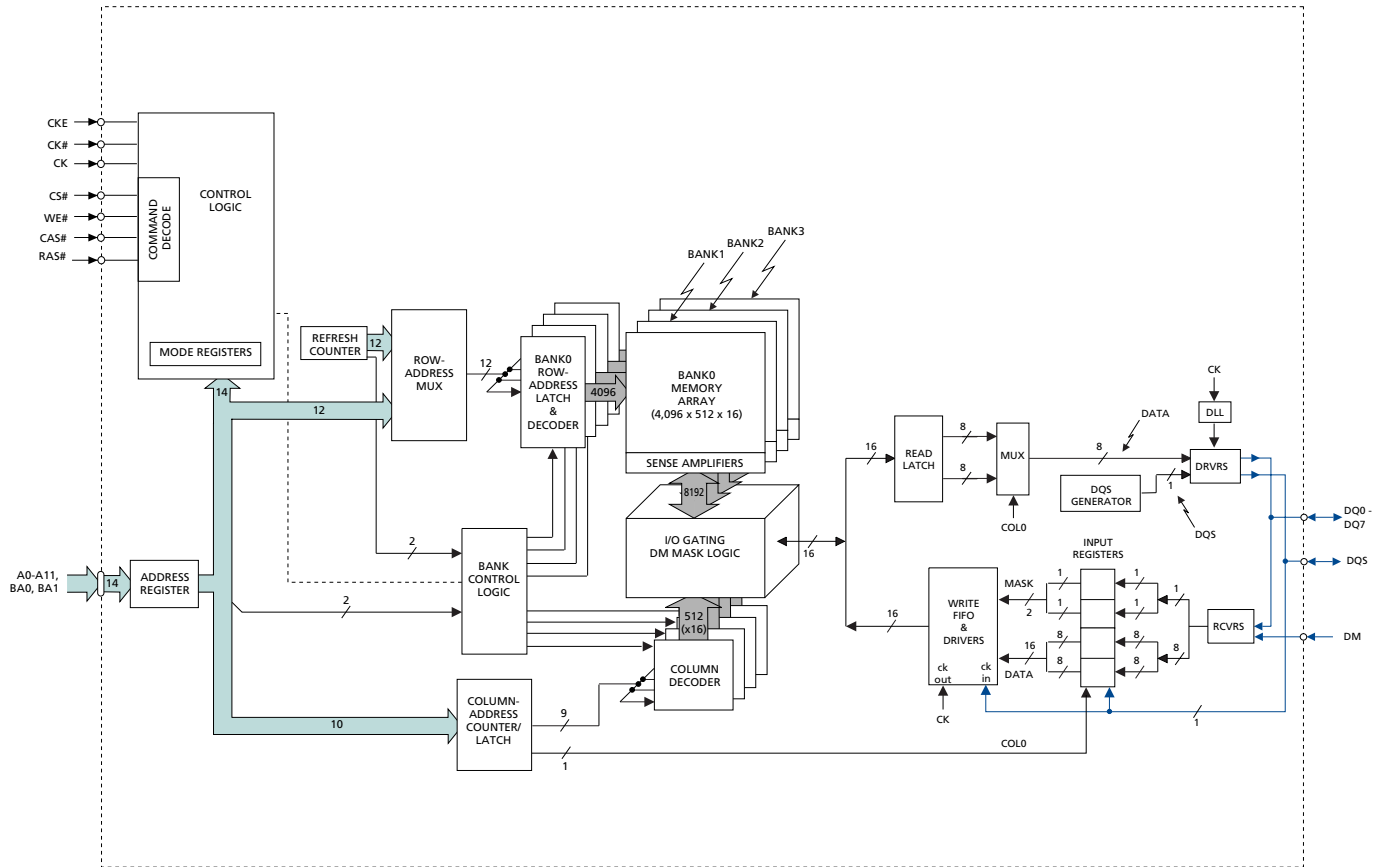 CKE
CK#
CK
CS#
WE#
CAS#
RAS#
COMMAND
DECODE
CONTROL
LOGIC
MODE REGISTERS
14
REFRESH
COUNTER
12
12
ROW-
ADDRESS
MUX
12
BANK0
ROW-
ADDRESS
LATCH
&
DECODER
4096
BANK1
BANK2
BANK3
BANK0
MEMORY
ARRAY
(4,096 x 512 x 16)
SENSE AMPLIFIERS
8192
I/O GATING
DM MASK LOGIC
16
A0-A11,
BA0, BA1
14
ADDRESS
REGISTER
2
2
BANK
CONTROL
LOGIC
512
(x16)
COLUMN
DECODER
10
COLUMN-
ADDRESS
COUNTER/
LATCH
9
1
COL0
16
READ
LATCH
8
8
MUX
COL0
8
DATA
CK
DLL
DRVRS
DQS
GENERATOR
1
DQS
DQ0 -
DQ7
DQS
DM
INPUT
REGISTERS
16
WRITE
FIFO
&
DRIVERS
ck
out
ck
in
CK
MASK
2
16
DATA
1
1
8
8
1
1
8
8
1
8
RCVRS
1